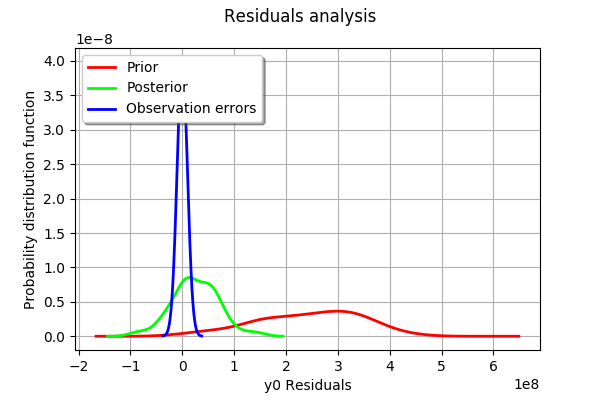 Residuals analysis
1e−8
4.0
3.5
3.0
2.5
2.0
1.5
1.0
0.5
0.0
Probability distribution function
Prior
Posterior
Observation errors
−2 −1 0 1 2 3 4 5 6
1e8
y0 Residuals